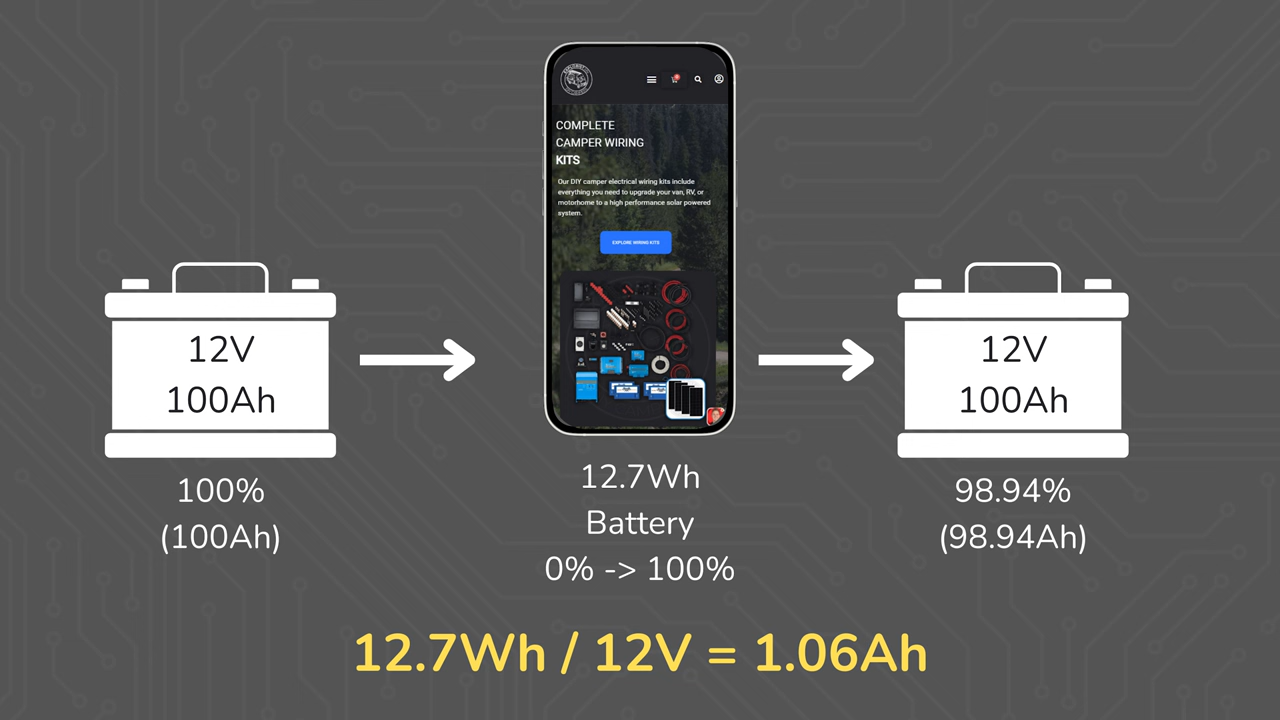 COMPLETE
CAMPER WIRING
KITS
Our DIY camper electrical wiring kits include
everything you need to upgrade your van, RV, or
motorhome to a high performance solar powered
system.
EXPLORE WIRING KITS
12V
100Ah
100%
(100Ah)
12.7Wh
Battery
0% -> 100%
12V
100Ah
98.94%
(98.94Ah)
12.7Wh / 12V = 1.06Ah